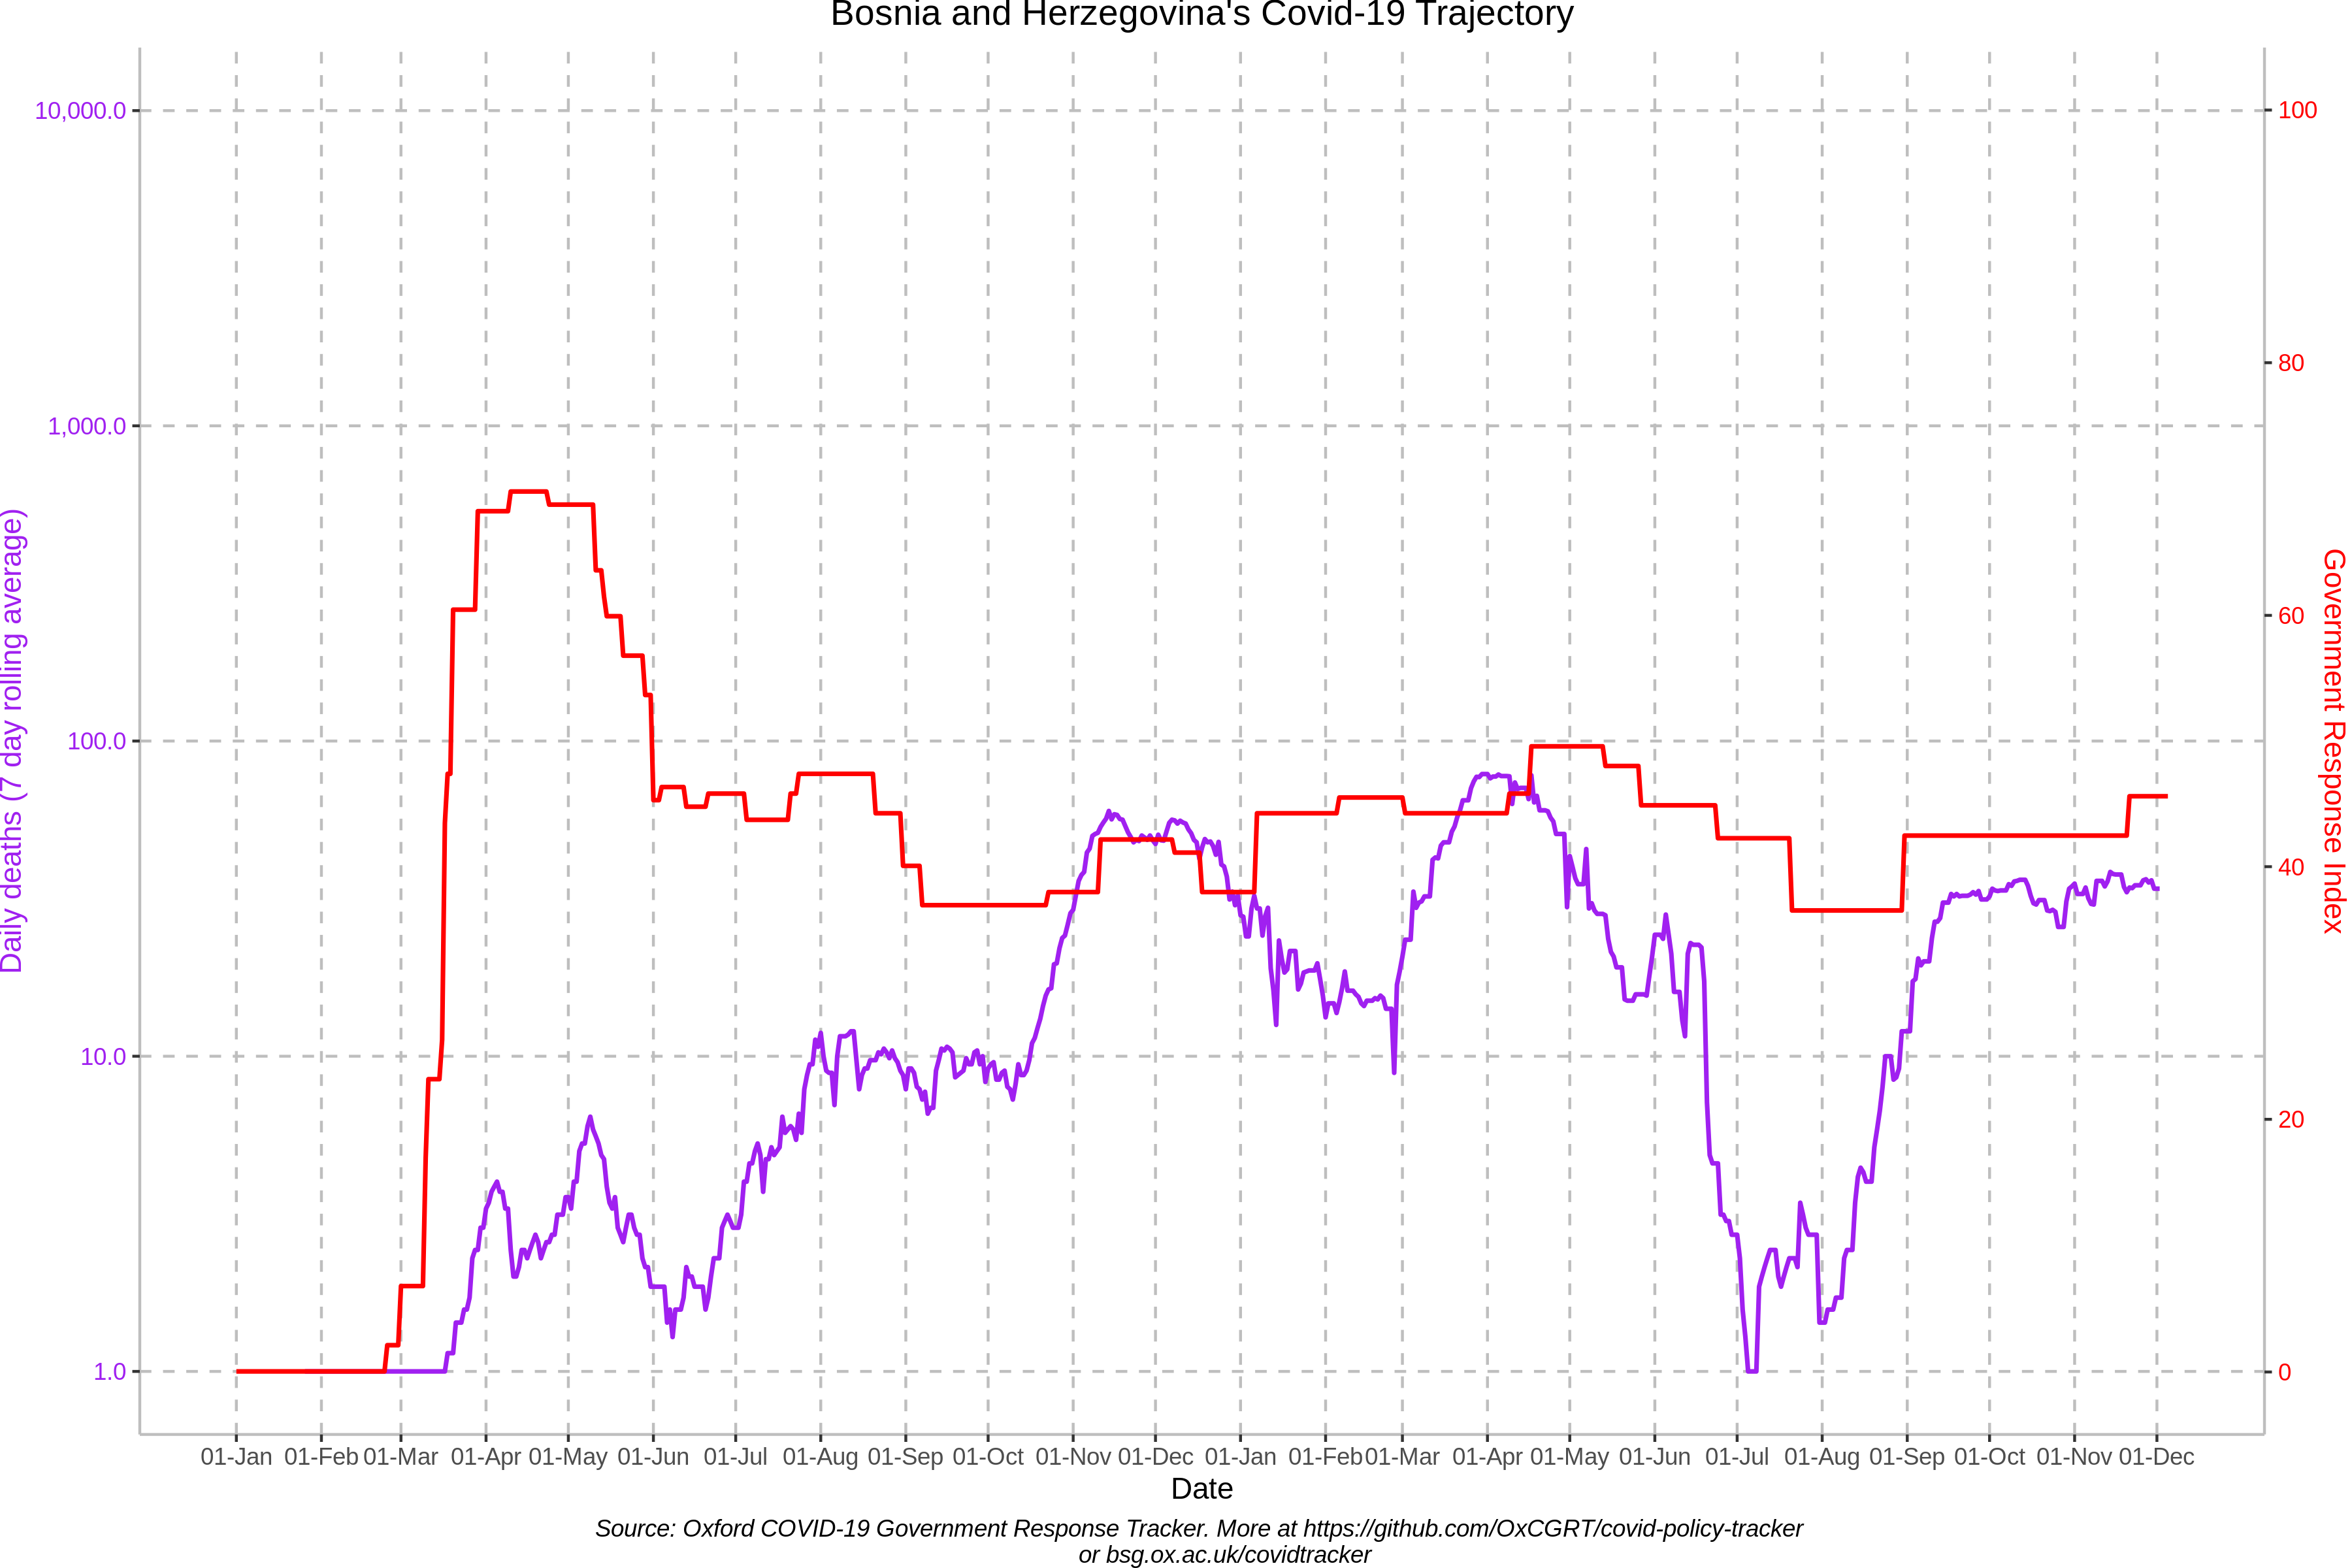 Bosnia and Herzegovina's Covid-19 Trajectory
10,000.0
1,000.0
100.0
10.0
1.0
Daily deaths (7 day rolling average)
100
80
60
40
20
0
Government Response Index
01-Jan 01-Feb 01-Mar 01-Apr 01-May 01-Jun 01-Jul 01-Aug 01-Sep 01-Oct 01-Nov 01-Dec 01-Jan 01-Feb 01-Mar 01-Apr 01-May 01-Jun 01-Jul 01-Aug 01-Sep 01-Oct 01-Nov 01-Dec
Date
Source: Oxford COVID-19 Government Response Tracker. More at https://github.com/OxCGRT/covid-policy-tracker
or bsg.ox.ac.uk/covidtracker